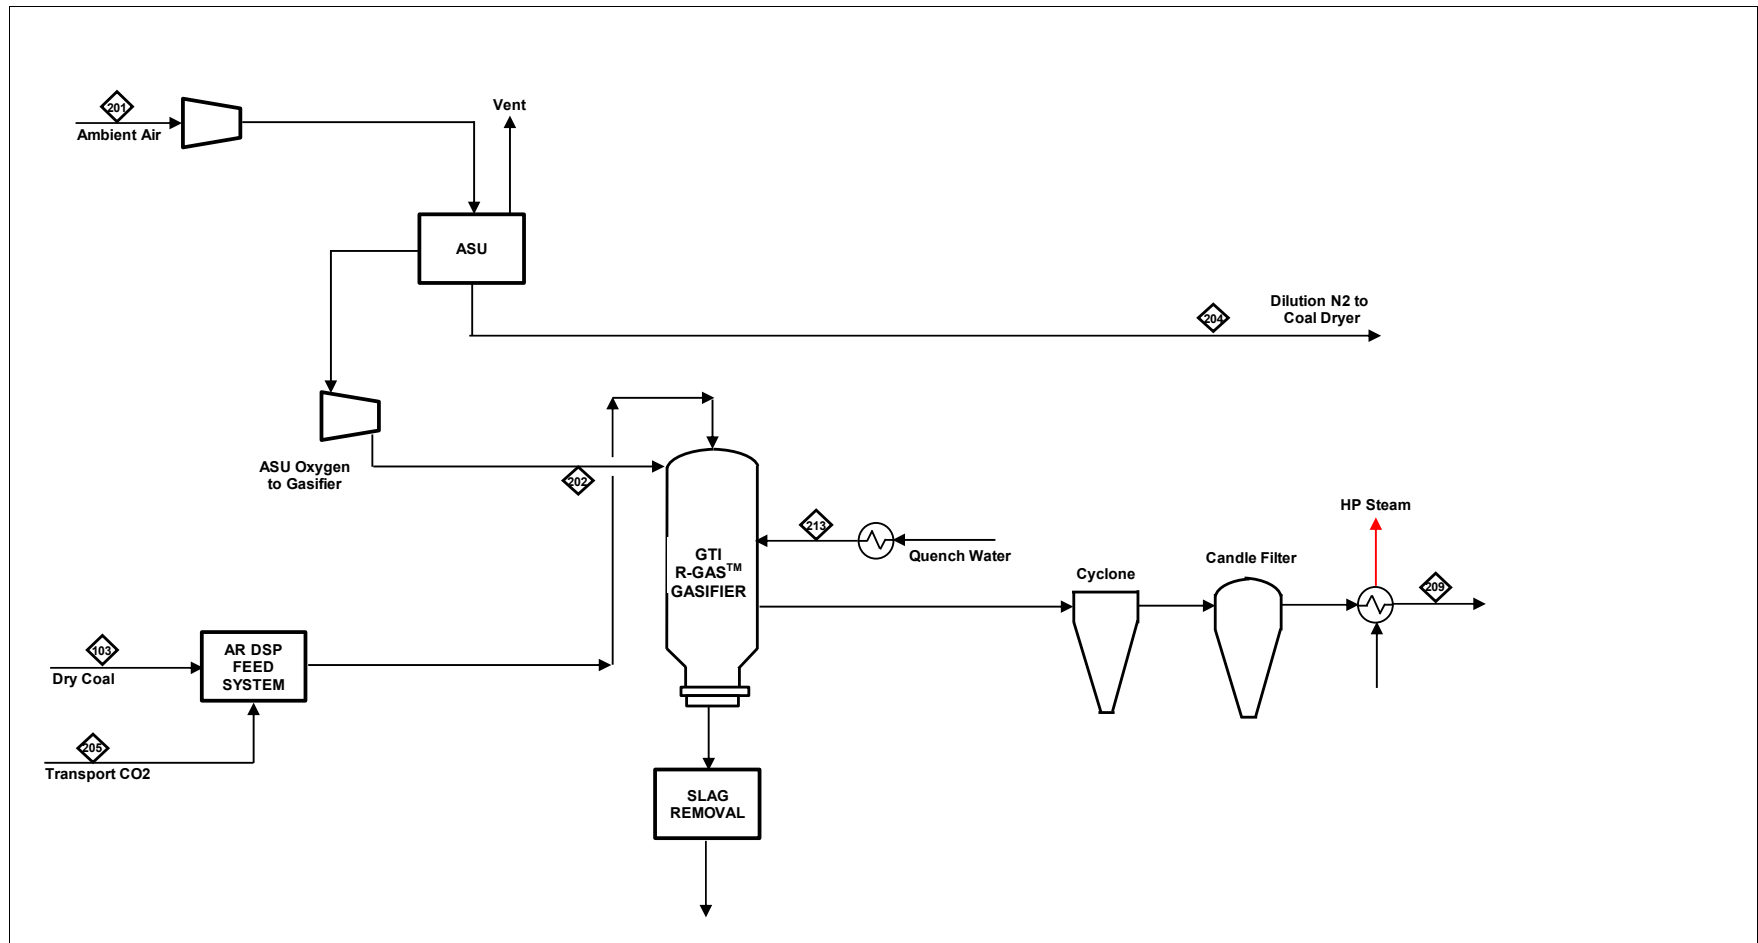 201
Ambient Air
Vent
ASU
204
Dilution N2 to
Coal Dryer
ASU Oxygen
to Gasifier
202
213
Quench Water
GTI
R-GAS™
GASIFIER
Cyclone
Candle Filter
HP Steam
209
103
Dry Coal
AR DSP
FEED
SYSTEM
205
Transport CO2
SLAG
REMOVAL